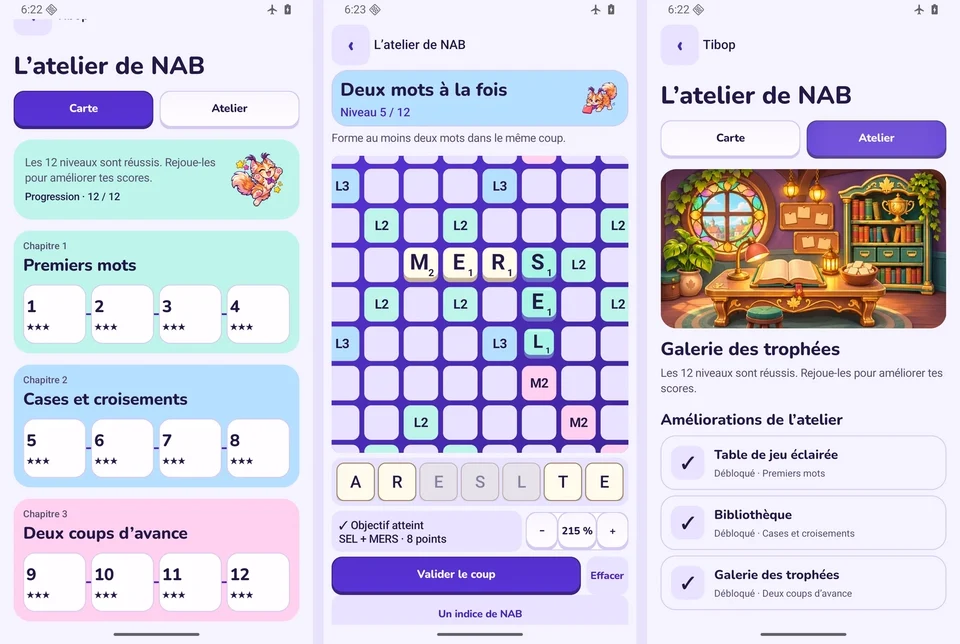 6:22
L'atelier de NAB
Carte
Atelier
Les 12 niveaux sont réussis. Rejoue-les
pour améliorer tes scores.
Progression · 12 / 12
Chapitre 1
Premiers mots
1 2 3 4
★★★ ★★★ ★★★ ★★★
Chapitre 2
Cases et croisements
5 6 7 8
★★★ ★★★ ★★★ ★★★
Chapitre 3
Deux coups d'avance
9 10 11 12
★★★ ★★★ ★★★ ★★★
6:23
‹ L'atelier de NAB
Deux mots à la fois
Niveau 5 / 12
Forme au moins deux mots dans le même coup.
L3 L3
L2 L2 L2
M2 E1 R1 S1 L2
L2 L2 E1 L2
L3 L3 L1
M2
L2 M2
A R E S L T E
✓ Objectif atteint
SEL + MERS · 8 points
- 215 % +
Valider le coup
Effacer
Un indice de NAB
6:22
‹ Tibop
L'atelier de NAB
Carte
Atelier
Galerie des trophées
Les 12 niveaux sont réussis. Rejoue-les pour améliorer tes
scores.
Améliorations de l'atelier
✓ Table de jeu éclairée
Débloqué · Premiers mots
✓ Bibliothèque
Débloqué · Cases et croisements
✓ Galerie des trophées
Débloqué · Deux coups d'avance